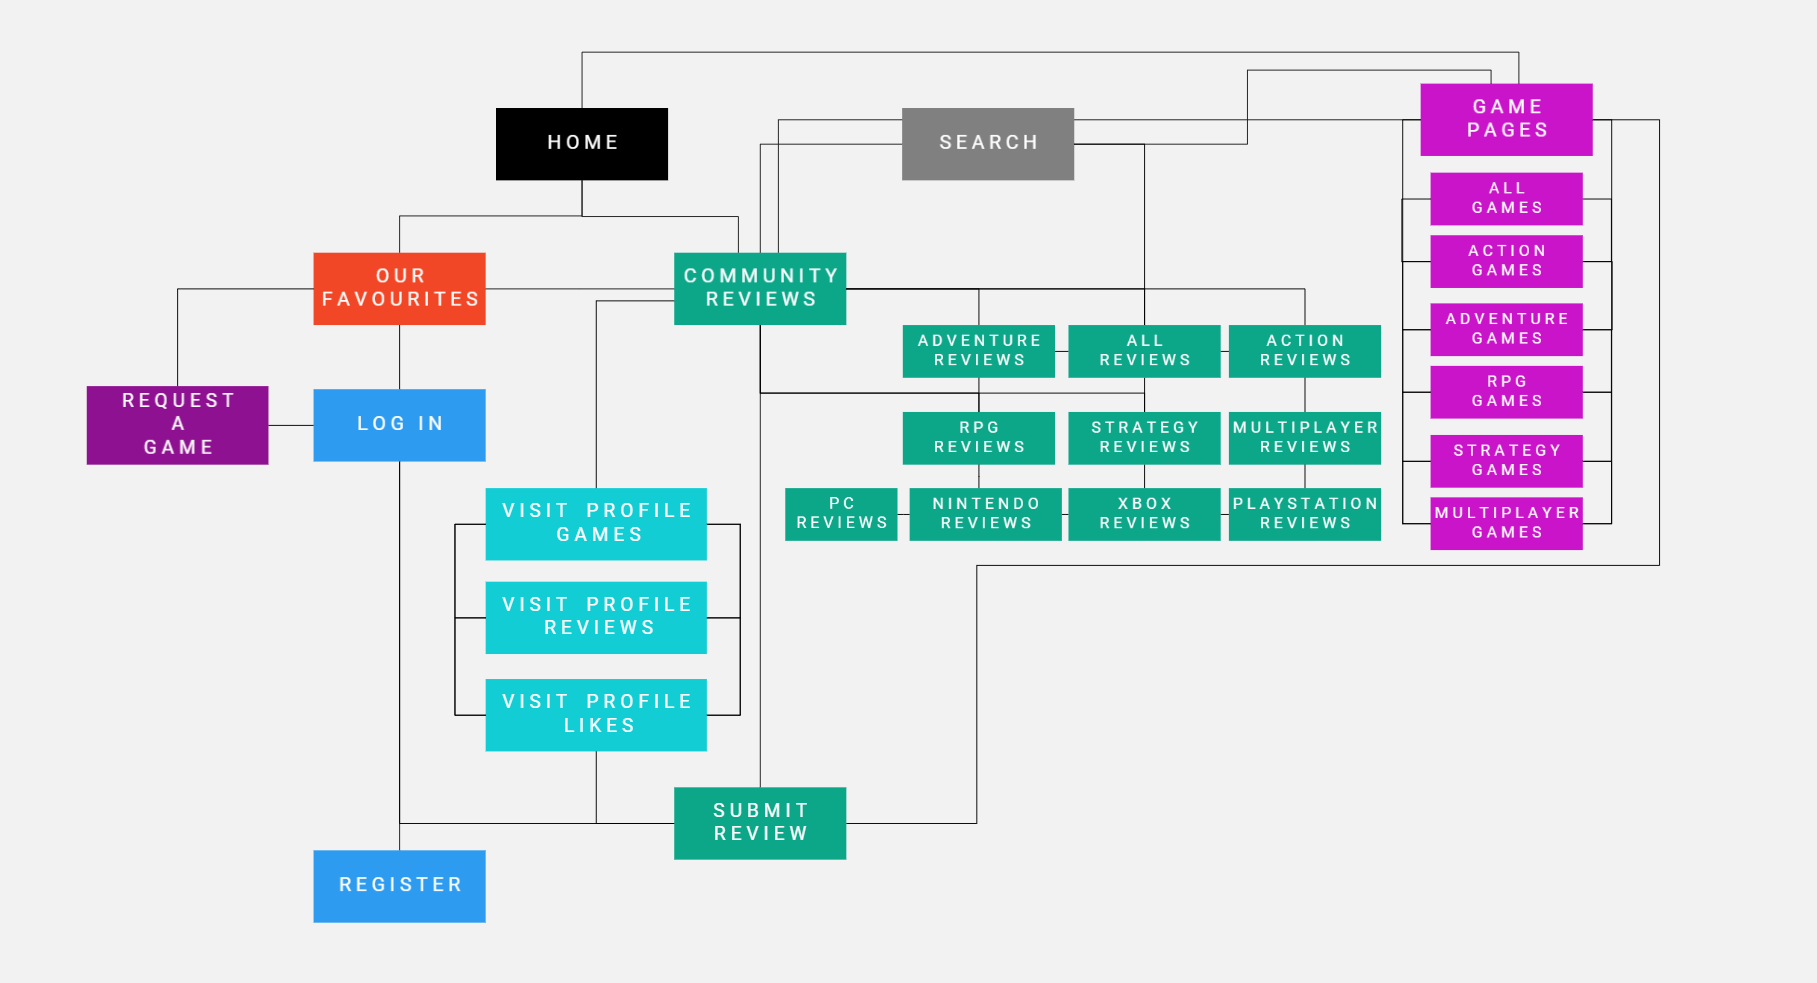 HOME
SEARCH
GAME
PAGES
ALL
GAMES
ACTION
GAMES
ADVENTURE
GAMES
RPG
GAMES
STRATEGY
GAMES
MULTIPLAYER
GAMES
OUR
FAVOURITES
COMMUNITY
REVIEWS
ADVENTURE
REVIEWS
ALL
REVIEWS
ACTION
REVIEWS
REQUEST
A
GAME
LOG IN
RPG
REVIEWS
STRATEGY
REVIEWS
MULTIPLAYER
REVIEWS
PC
REVIEWS
NINTENDO
REVIEWS
XBOX
REVIEWS
PLAYSTATION
REVIEWS
VISIT PROFILE
GAMES
VISIT PROFILE
REVIEWS
VISIT PROFILE
LIKES
SUBMIT
REVIEW
REGISTER